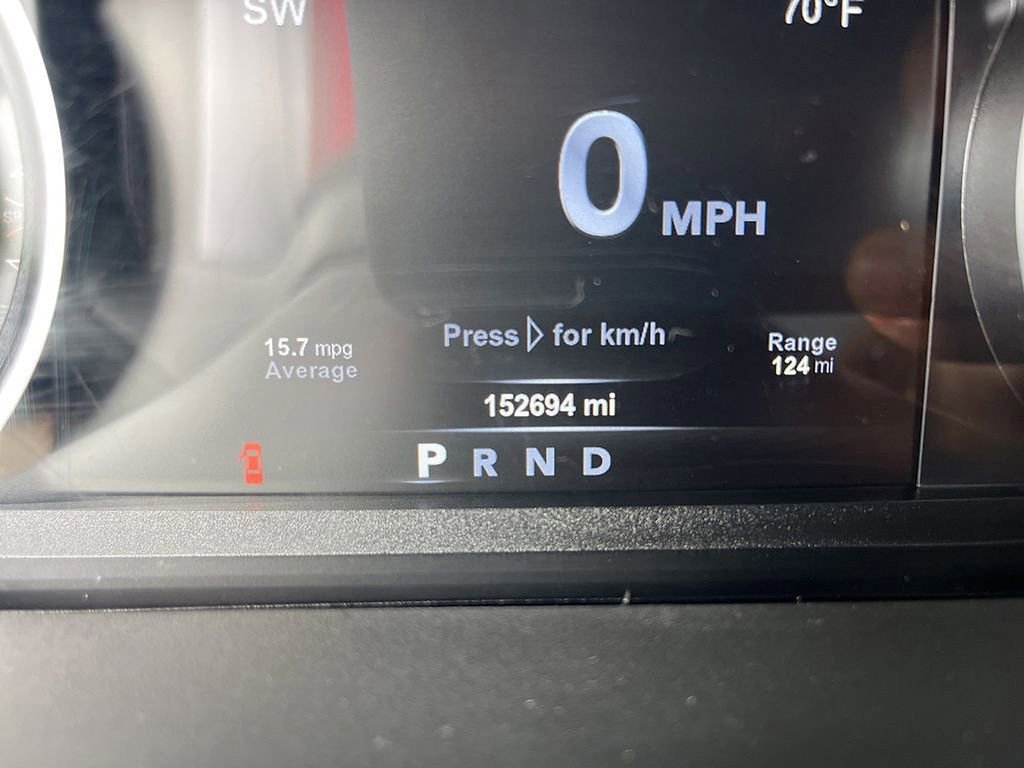 SW
70°F
0 MPH
Press ▷ for km/h
15.7 mpg
Average
Range
124 mi
152694 mi
P R N D